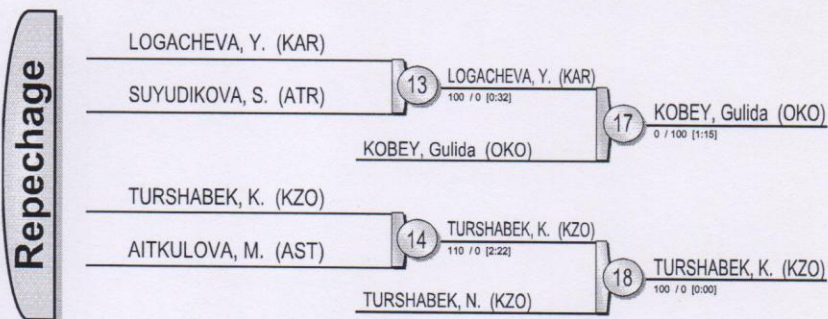 Repechage
LOGACHEVA, Y. (KAR)
SUYUDIKOVA, S. (ATR)
13
LOGACHEVA, Y. (KAR)
100 / 0 [0:32]
KOBEY, Gulida (OKO)
17
KOBEY, Gulida (OKO)
0 / 100 [1:15]
TURSHABEK, K. (KZO)
AITKULOVA, M. (AST)
14
TURSHABEK, K. (KZO)
110 / 0 [2:22]
TURSHABEK, N. (KZO)
18
TURSHABEK, K. (KZO)
100 / 0 [0:00]